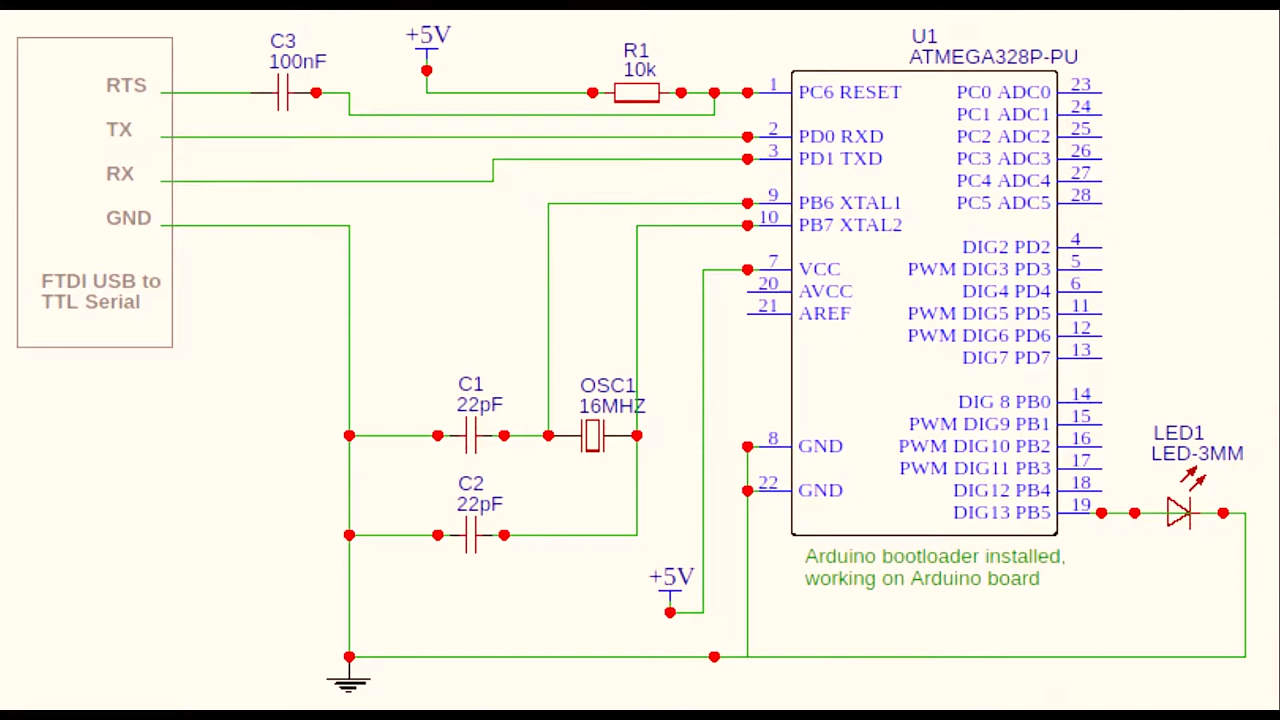 RTS
TX
RX
GND
FTDI USB to
TTL Serial
C3
100nF
+5V
R1
10k
U1
ATMEGA328P-PU
1 PC6 RESET
2 PD0 RXD
3 PD1 TXD
9 PB6 XTAL1
10 PB7 XTAL2
7 VCC
20 AVCC
21 AREF
8 GND
22 GND
PC0 ADC0 23
PC1 ADC1 24
PC2 ADC2 25
PC3 ADC3 26
PC4 ADC4 27
PC5 ADC5 28
DIG2 PD2 4
PWM DIG3 PD3 5
DIG4 PD4 6
PWM DIG5 PD5 11
PWM DIG6 PD6 12
DIG7 PD7 13
DIG 8 PB0 14
PWM DIG9 PB1 15
PWM DIG10 PB2 16
PWM DIG11 PB3 17
DIG12 PB4 18
DIG13 PB5 19
C1
22pF
OSC1
16MHZ
C2
22pF
+5V
LED1
LED-3MM
Arduino bootloader installed,
working on Arduino board